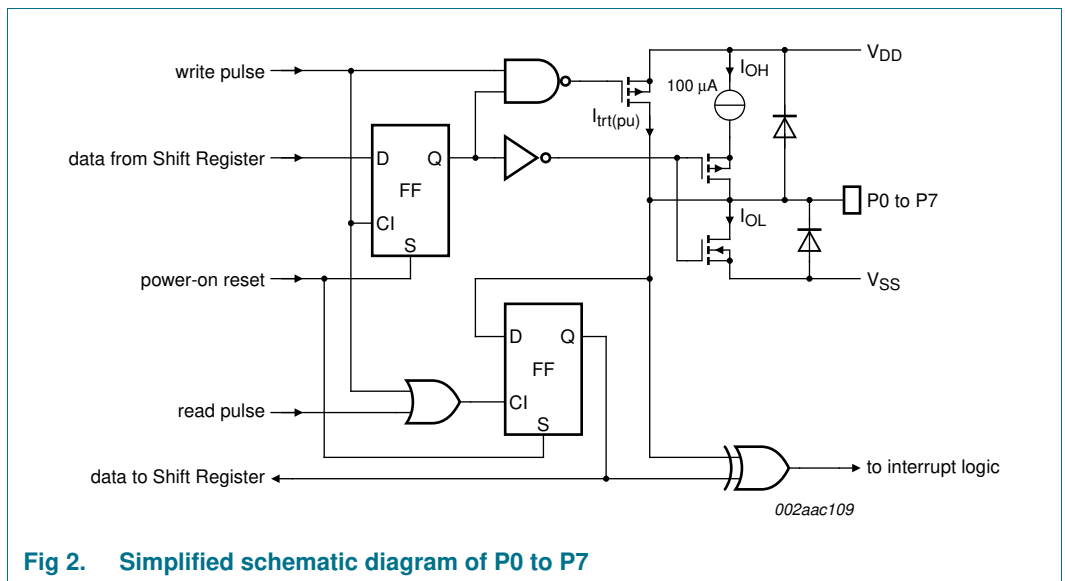 write pulse
data from Shift Register
power-on reset
read pulse
data to Shift Register
D
Q
FF
CI
S
D
Q
FF
CI
S
100 μA
IOH
Itrt(pu)
IOL
VDD
P0 to P7
VSS
to interrupt logic
002aac109
Fig 2. Simplified schematic diagram of P0 to P7